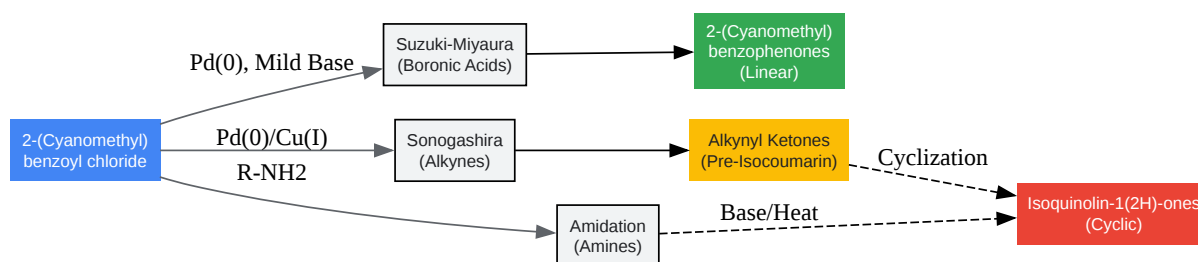 2-(Cyanomethyl)
benzoyl chloride
Pd(0), Mild Base
Pd(0)/Cu(I)
R-NH2
Suzuki-Miyaura
(Boronic Acids)
Sonogashira
(Alkynes)
Amidation
(Amines)
2-(Cyanomethyl)
benzophenones
(Linear)
Alkynyl Ketones
(Pre-Isocoumarin)
Cyclization
Base/Heat
Isoquinolin-1(2H)-ones
(Cyclic)